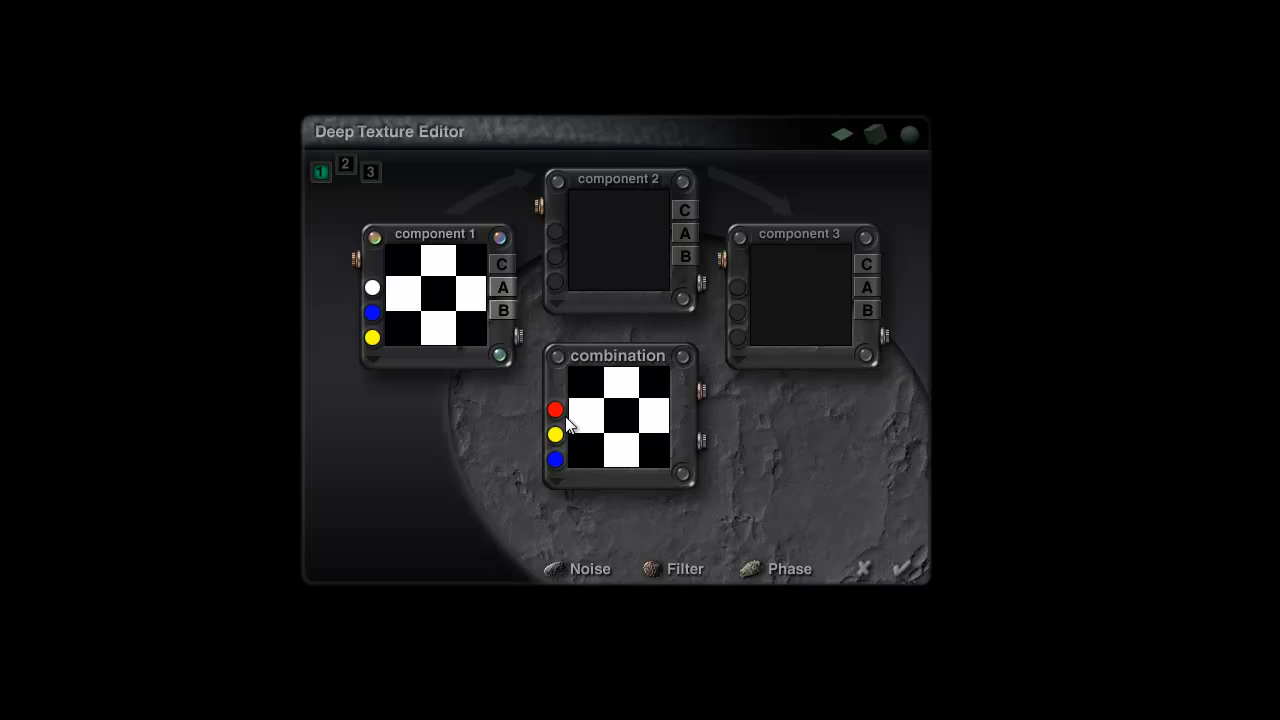 Deep Texture Editor
1 2 3
component 1
C
A
B
component 2
C
A
B
component 3
C
A
B
combination
Noise Filter Phase